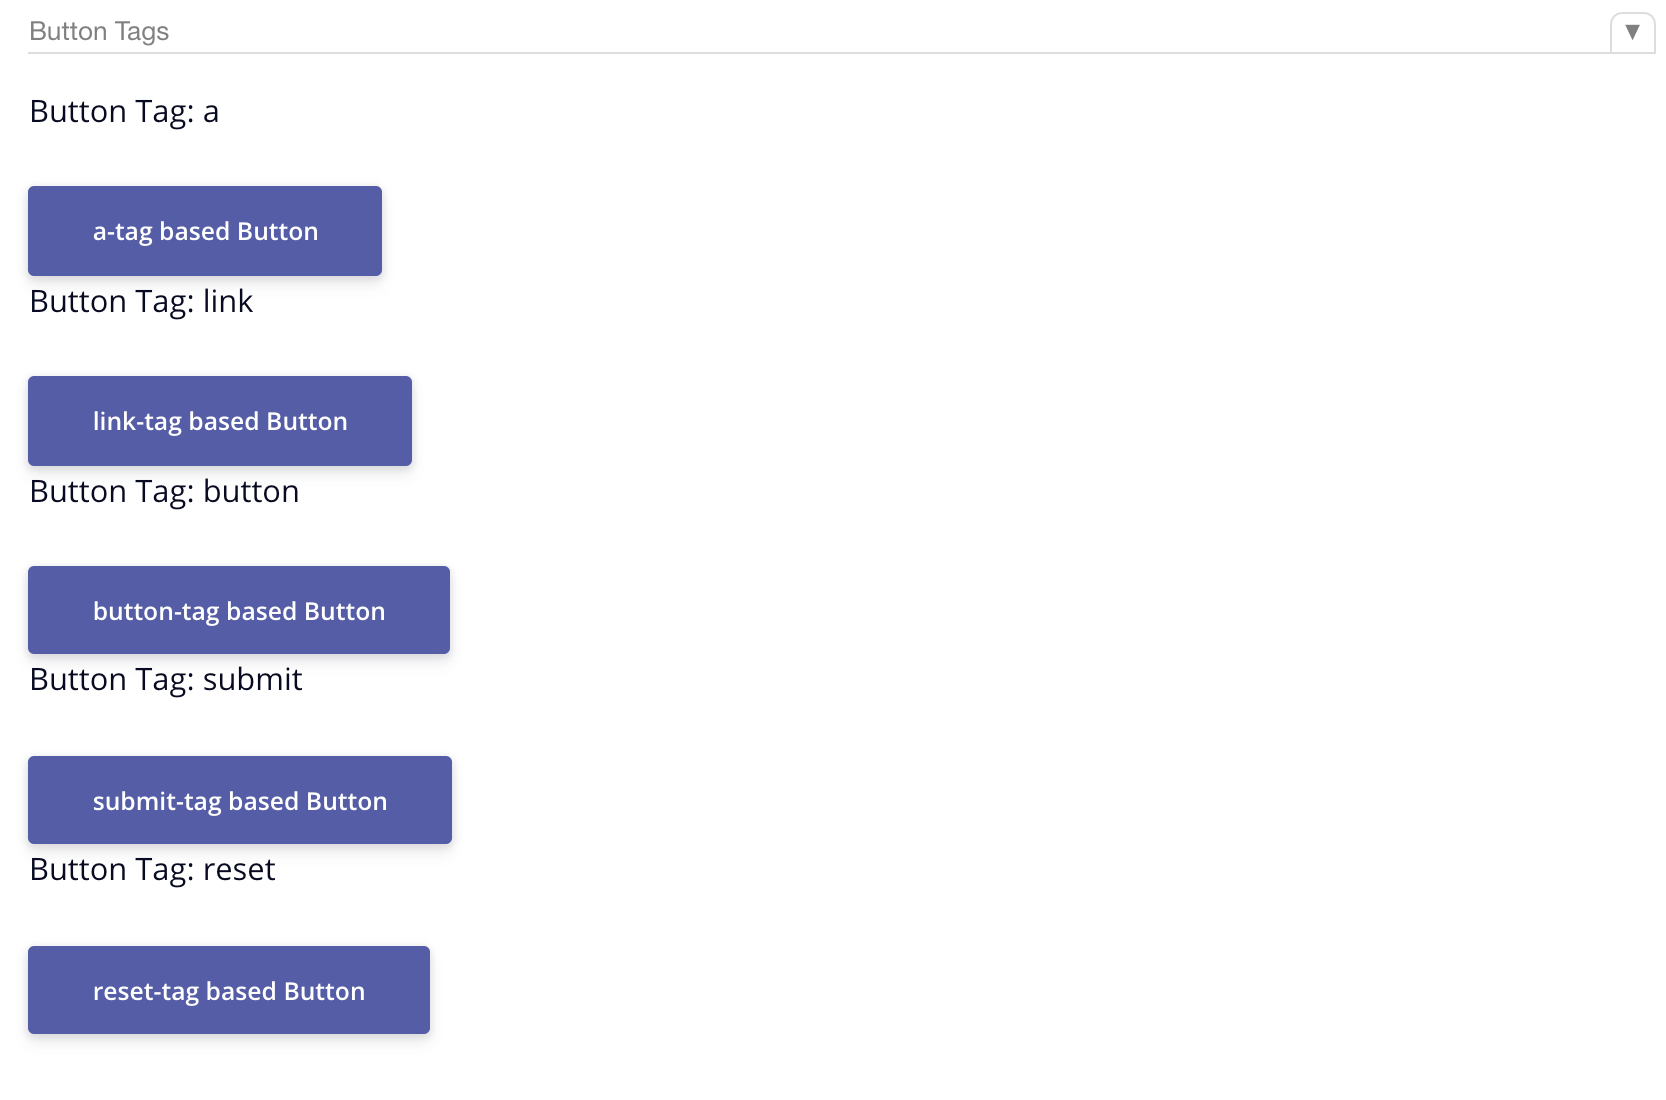 Button Tags
▼
Button Tag: a
a-tag based Button
Button Tag: link
link-tag based Button
Button Tag: button
button-tag based Button
Button Tag: submit
submit-tag based Button
Button Tag: reset
reset-tag based Button